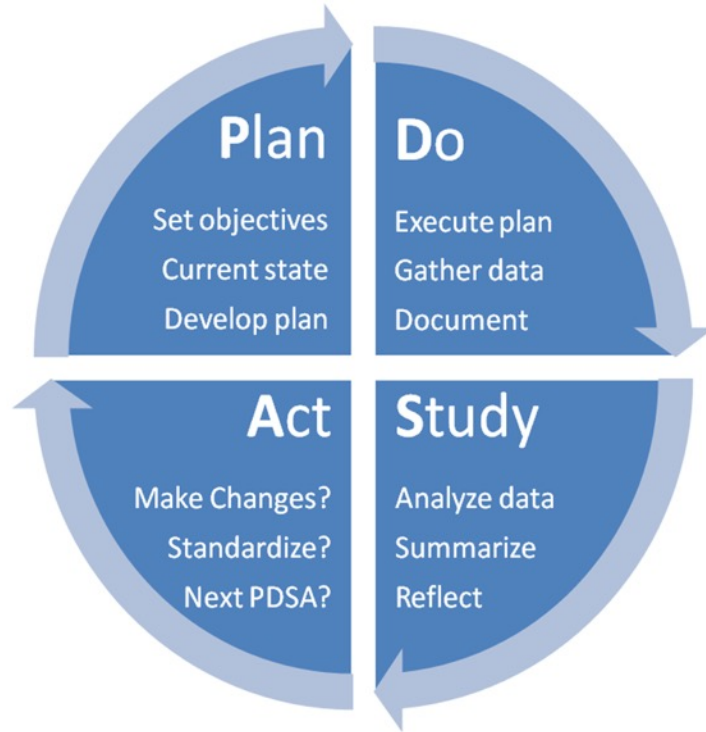 Plan
Set objectives
Current state
Develop plan
Do
Execute plan
Gather data
Document
Act
Make Changes?
Standardize?
Next PDSA?
Study
Analyze data
Summarize
Reflect